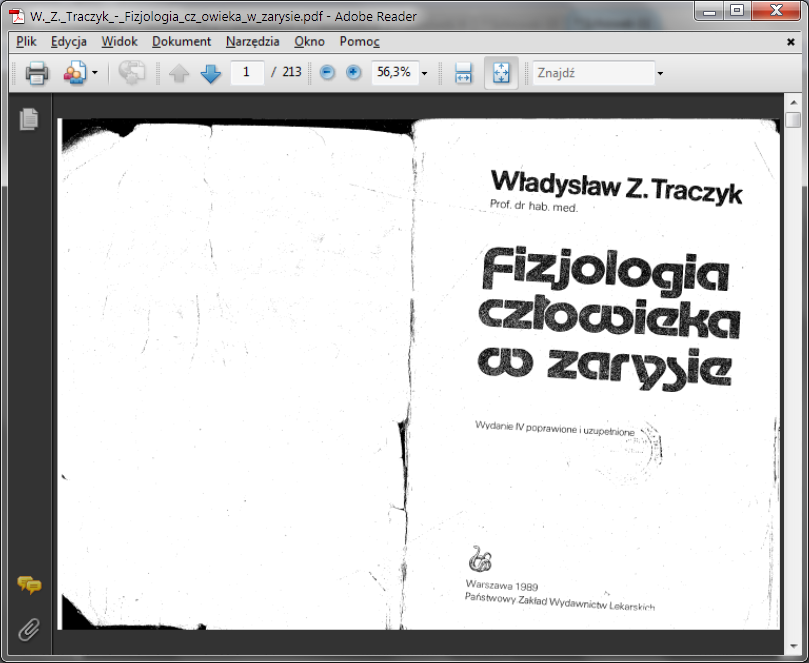 W._Z._Traczyk_-_Fizjologia_cz_owieka_w_zarysie.pdf - Adobe Reader
Plik Edycja Widok Dokument Narzędzia Okno Pomoc
1 / 213 56,3% Znajdź
Władysław Z. Traczyk
Prof. dr hab. med.
Fizjologia
człowieka
w zarysie
Wydanie IV poprawione i uzupełnione
Warszawa 1989
Państwowy Zakład Wydawnictw Lekarskich